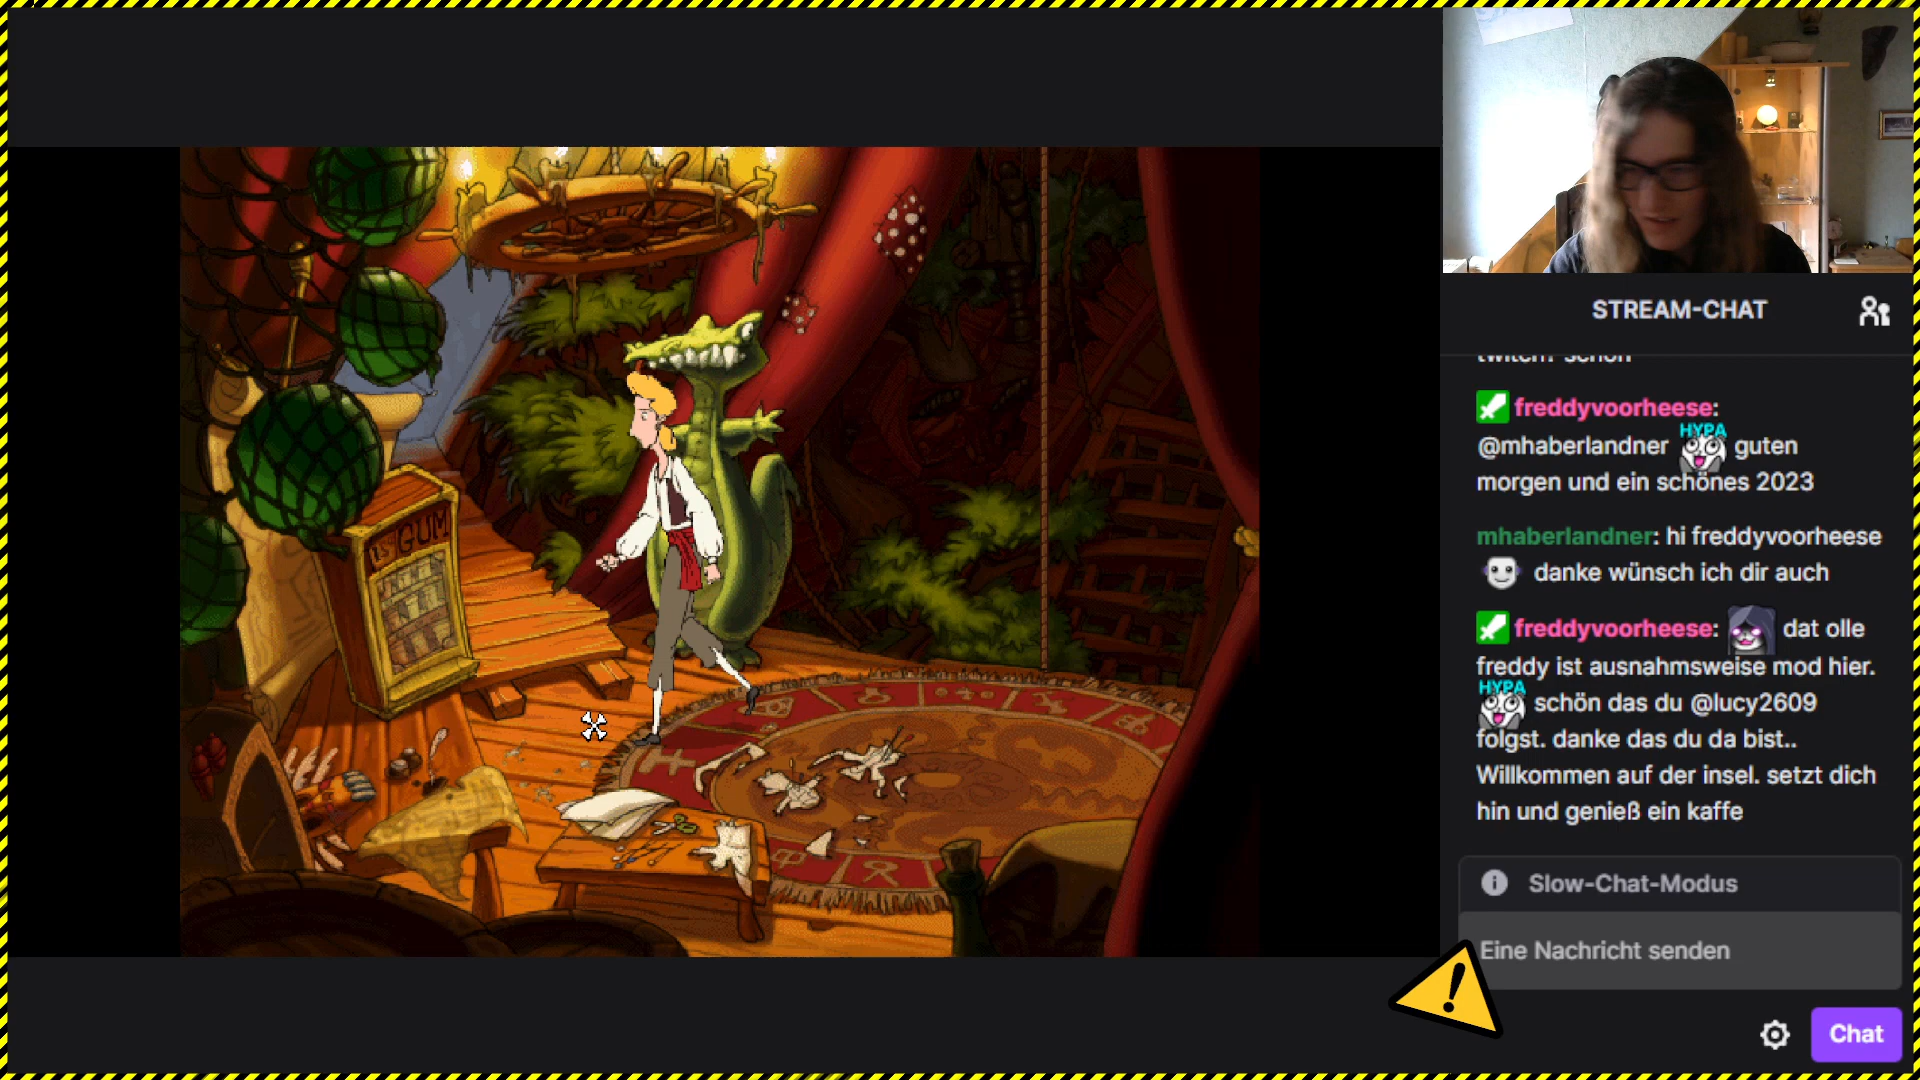 GUM
STREAM-CHAT
twitch! schön
freddyvoorheese:
@mhaberlandner HYPA guten
morgen und ein schönes 2023
mhaberlandner: hi freddyvoorheese
danke wünsch ich dir auch
freddyvoorheese: dat olle
freddy ist ausnahmsweise mod hier.
HYPA schön das du @lucy2609
folgst. danke das du da bist..
Willkommen auf der insel. setzt dich
hin und genieß ein kaffe
Slow-Chat-Modus
Eine Nachricht senden
Chat